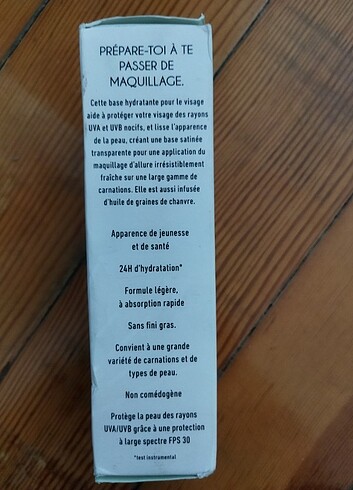 PRÉPARE-TOI À TE
PASSER DE
MAQUILLAGE.
Cette base hydratante pour le visage
aide à protéger votre visage des rayons
UVA et UVB nocifs, et lisse l'apparence
de la peau, créant une base satinée
transparente pour une application du
maquillage d'allure irrésistiblement
fraîche sur une large gamme de
carnations. Elle est aussi infusée
d'huile de graines de chanvre.
Apparence de jeunesse
et de santé
24H d'hydratation*
Formule légère,
à absorption rapide
Sans fini gras.
Convient à une grande
variété de carnations et de
types de peau.
Non comédogène
Protège la peau des rayons
UVA/UVB grâce à une protection
à large spectre FPS 30
*test instrumental